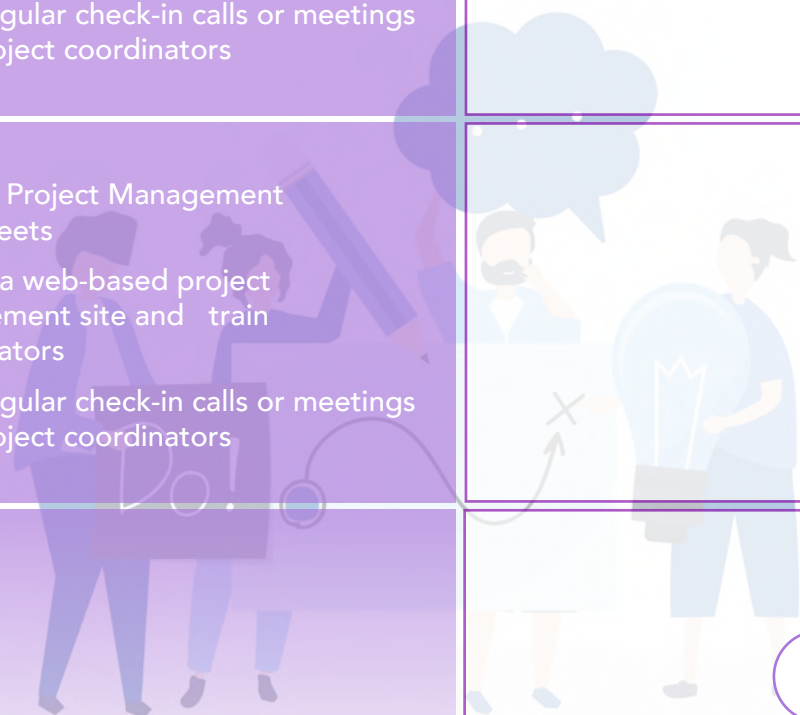 gular check-in calls or meetings
oject coordinators
Project Management
eets
a web-based project
ement site and train
ators
gular check-in calls or meetings
oject coordinators
Do!